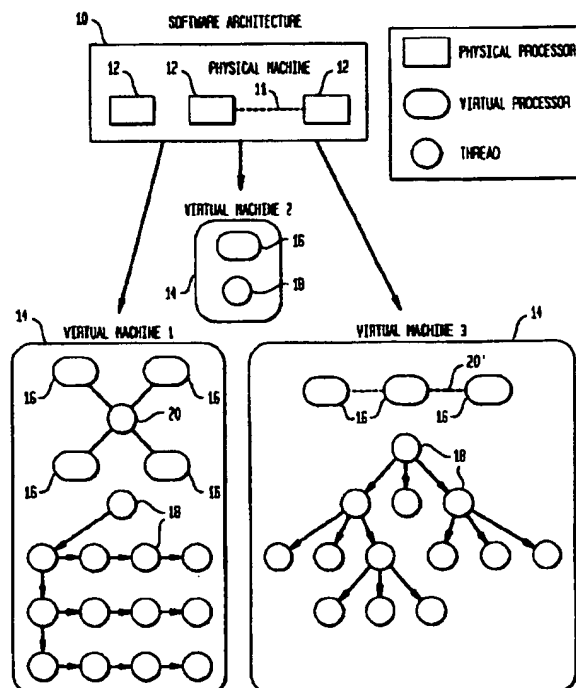 SOFTWARE ARCHITECTURE
10
PHYSICAL MACHINE
12
12
12
11
PHYSICAL PROCESSOR
VIRTUAL PROCESSOR
THREAD
VIRTUAL MACHINE 2
16
14
18
14
VIRTUAL MACHINE 1
16
16
20
16
16
18
VIRTUAL MACHINE 3
14
20'
16
16
16
18